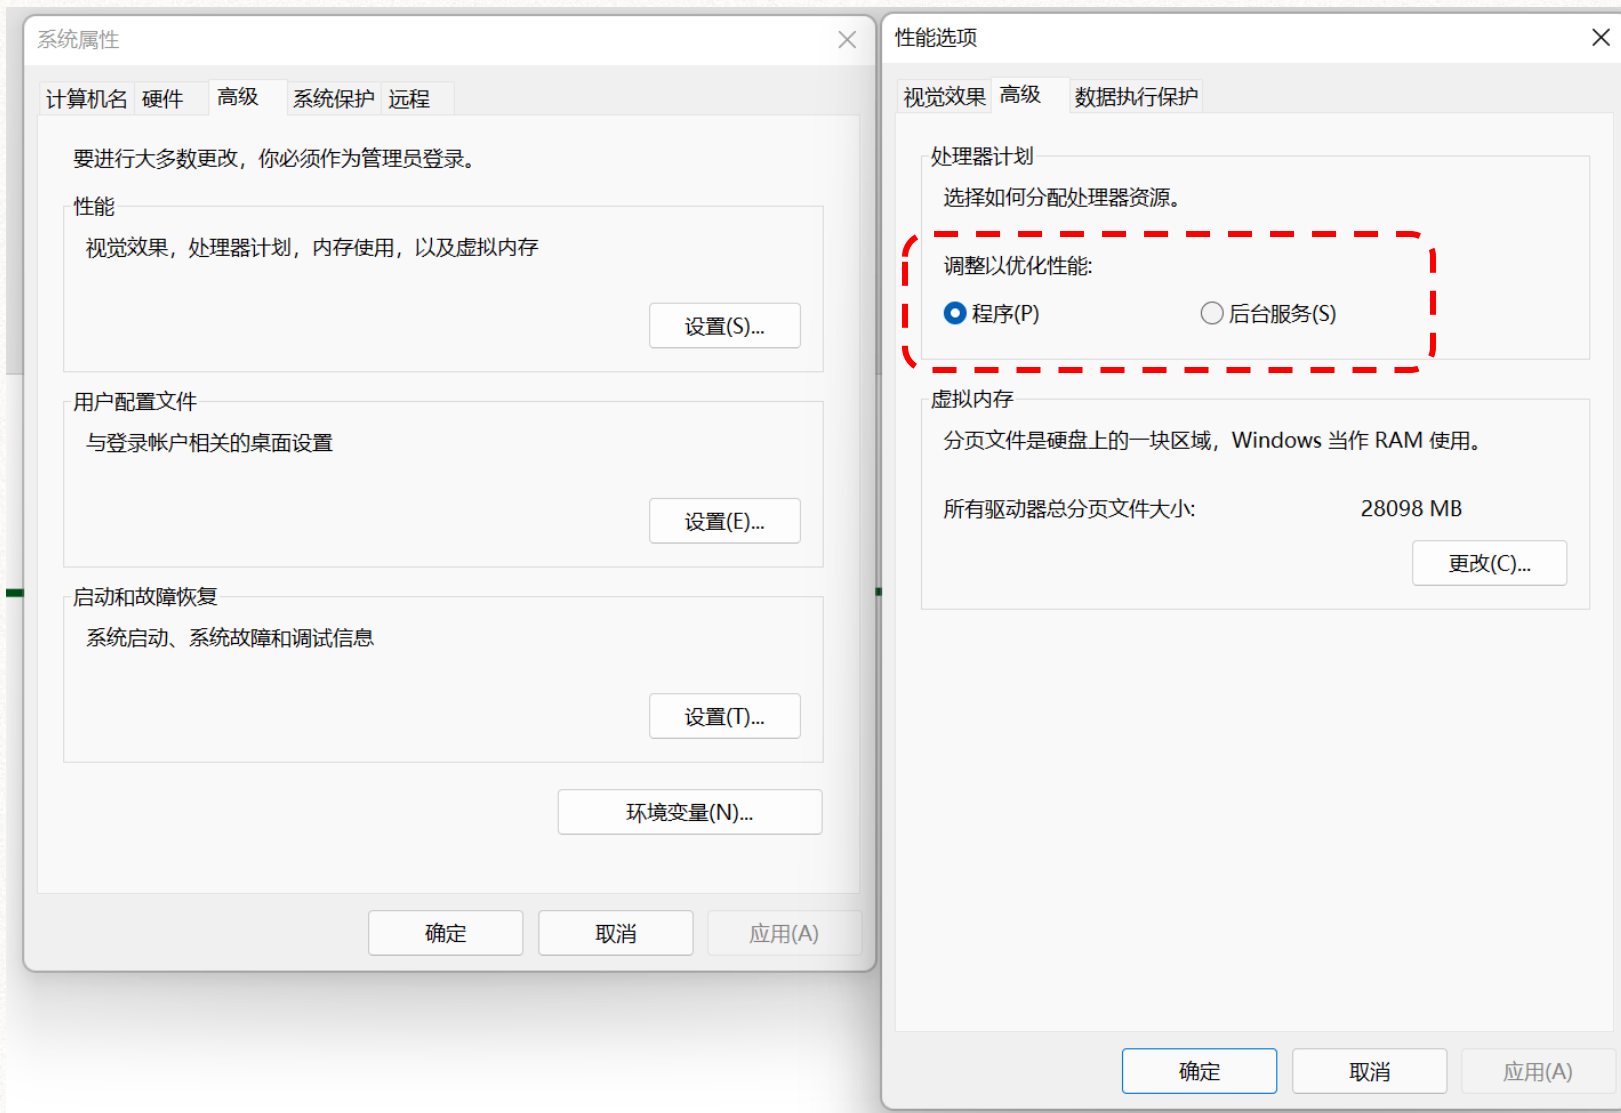 系统属性
计算机名 硬件 高级 系统保护 远程
要进行大多数更改，你必须作为管理员登录。
性能
视觉效果，处理器计划，内存使用，以及虚拟内存
设置(S)...
用户配置文件
与登录帐户相关的桌面设置
设置(E)...
启动和故障恢复
系统启动、系统故障和调试信息
设置(T)...
环境变量(N)...
确定 取消 应用(A)
性能选项
视觉效果 高级 数据执行保护
处理器计划
选择如何分配处理器资源。
调整以优化性能:
程序(P) 后台服务(S)
虚拟内存
分页文件是硬盘上的一块区域，Windows 当作 RAM 使用。
所有驱动器总分页文件大小: 28098 MB
更改(C)...
确定 取消 应用(A)